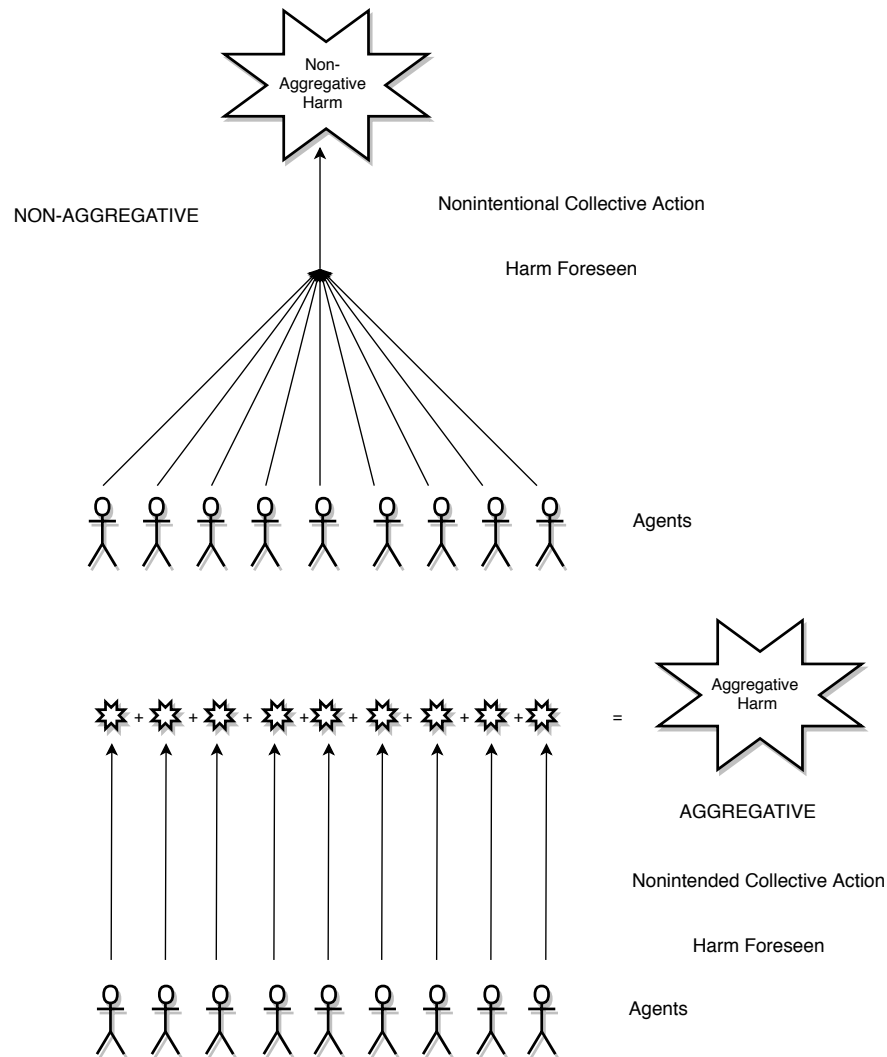 Non-
Aggregative
Harm
NON-AGGREGATIVE
Nonintentional Collective Action
Harm Foreseen
Agents
+ + + + + + + + =
Aggregative
Harm
AGGREGATIVE
Nonintended Collective Action
Harm Foreseen
Agents